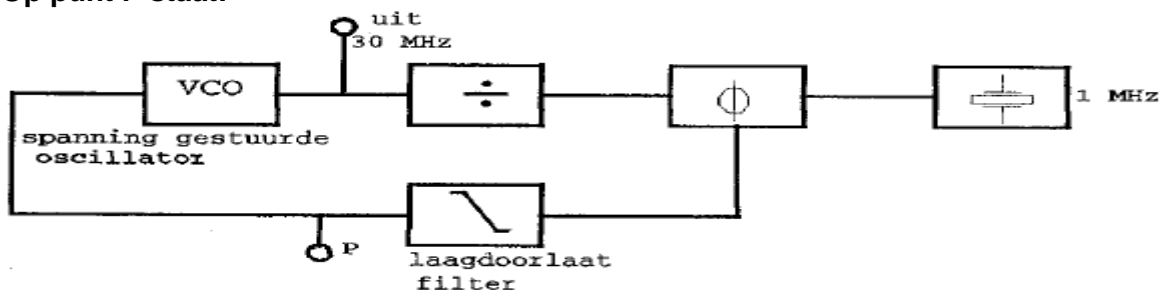 Op punt P staat:
uit
30 MHz
VCO
÷
ϕ
1 MHz
spanning gestuurde
oscillator
P
laagdoorlaat
filter